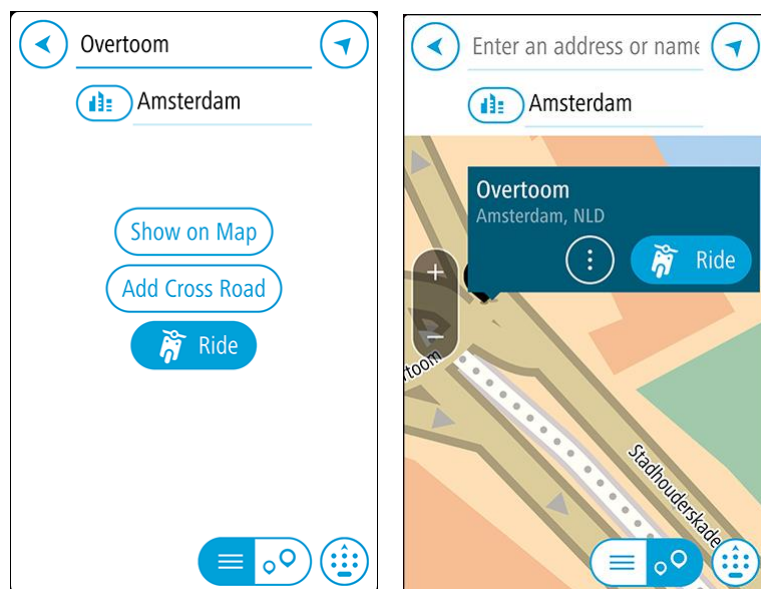 Overtoom
Amsterdam
Show on Map
Add Cross Road
Ride
Enter an address or name
Amsterdam
Overtoom
Amsterdam, NLD
Ride
+
−
rtoom
Stadhouderskade